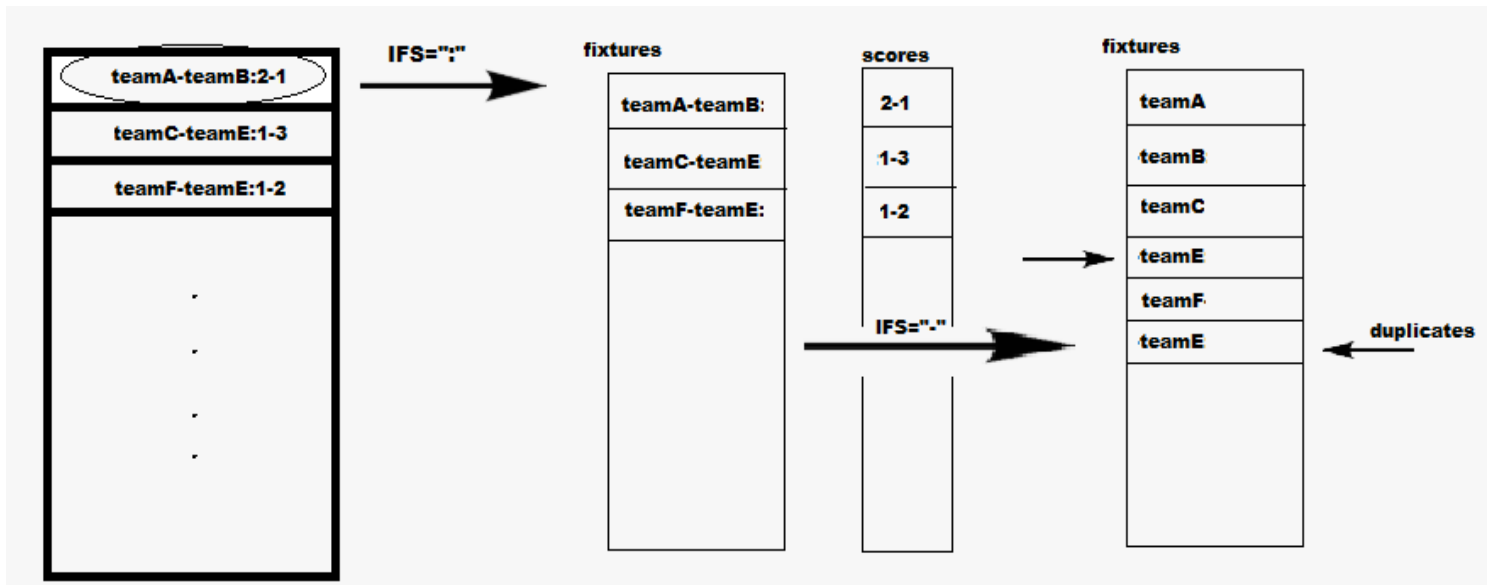 teamA-teamB:2-1
teamC-teamE:1-3
teamF-teamE:1-2
IFS=":"
fixtures
teamA-teamB:
teamC-teamE
teamF-teamE:
scores
2-1
:1-3
1-2
IFS="-"
fixtures
teamA
-teamB
teamC
-teamE
teamF-
-teamE
duplicates